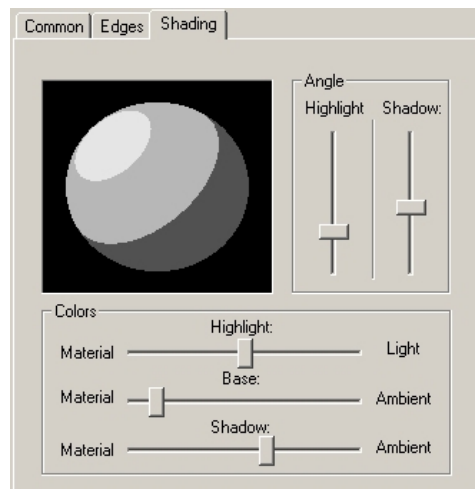 Common Edges Shading
Angle
Highlight Shadow:
Colors
Highlight:
Material Light
Base:
Material Ambient
Shadow:
Material Ambient